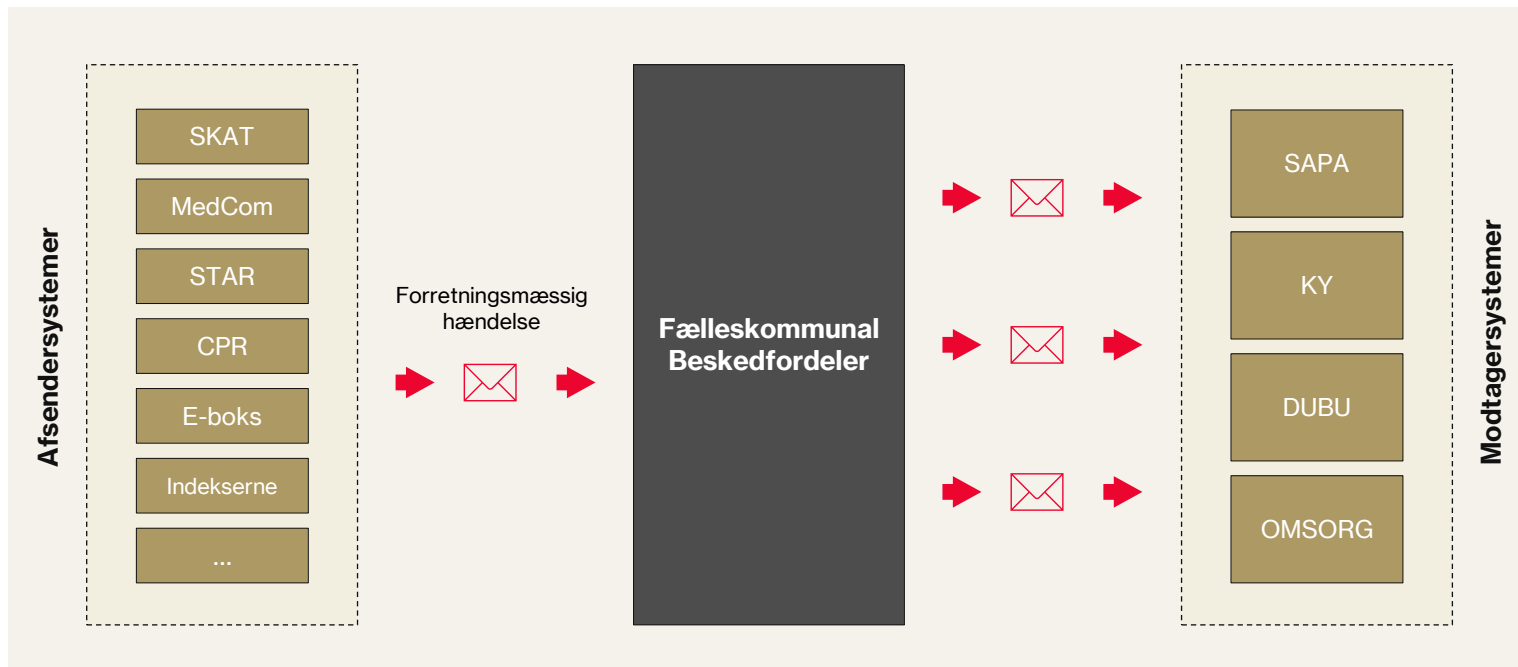 Afsendersystemer
SKAT
MedCom
STAR
CPR
E-boks
Indekserne
...
Forretningsmæssig
hændelse
Fælleskommunal
Beskedfordeler
SAPA
KY
DUBU
OMSORG
Modtagersystemer